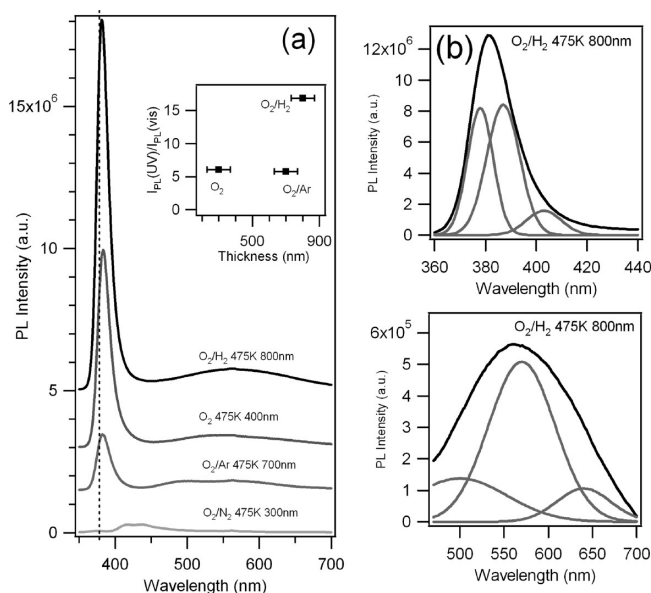 (a)
15x10⁶
10
5
0
PL Intensity (a.u.)
400
500
600
700
Wavelength (nm)
O₂/H₂ 475K 800nm
O₂ 475K 400nm
O₂/Ar 475K 700nm
O₂/N₂ 475K 300nm
15
10
5
0
I_PL(UV)/I_PL(vis)
O₂/H₂
O₂
O₂/Ar
500
900
Thickness (nm)
(b)
O₂/H₂ 475K 800nm
12x10⁶
10
8
6
4
2
0
PL Intensity (a.u.)
360
380
400
420
440
Wavelength (nm)
O₂/H₂ 475K 800nm
6x10⁵
5
4
3
2
1
0
PL Intensity (a.u.)
500
550
600
650
700
Wavelength (nm)